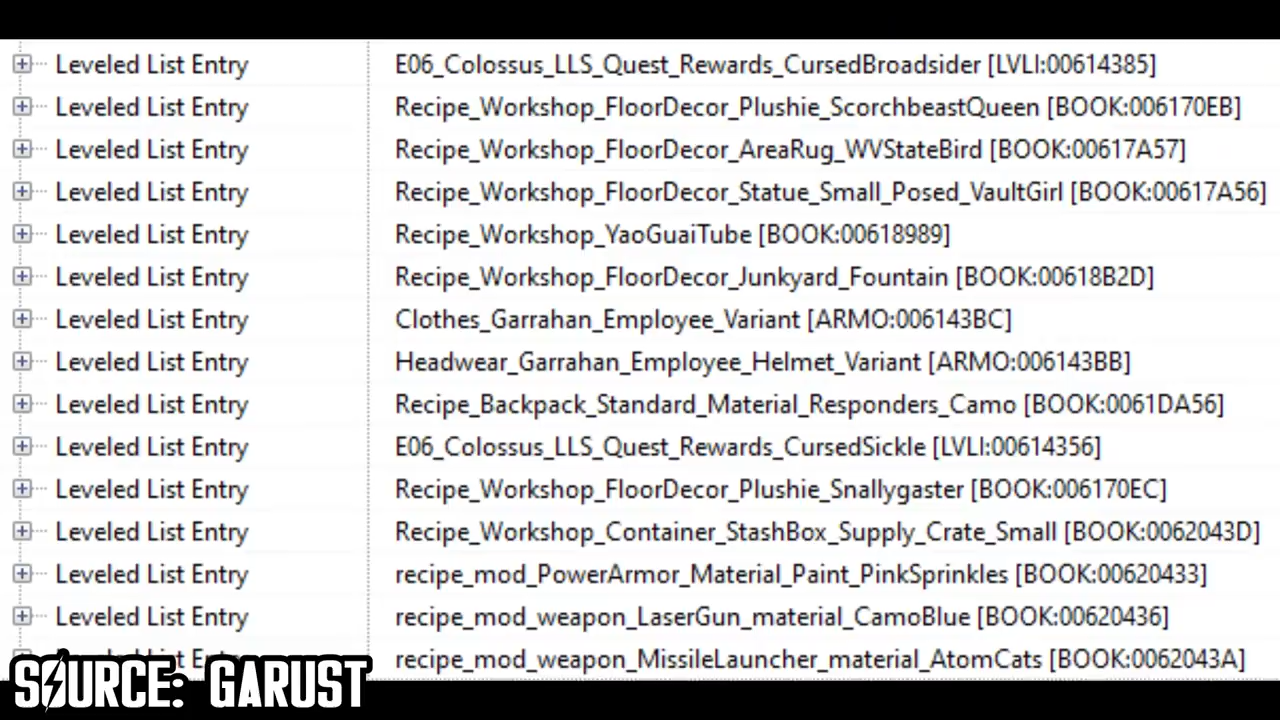 Leveled List Entry E06_Colossus_LLS_Quest_Rewards_CursedBroadsider [LVLI:00614385]
Leveled List Entry Recipe_Workshop_FloorDecor_Plushie_ScorchbeastQueen [BOOK:006170EB]
Leveled List Entry Recipe_Workshop_FloorDecor_AreaRug_WVStateBird [BOOK:00617A57]
Leveled List Entry Recipe_Workshop_FloorDecor_Statue_Small_Posed_VaultGirl [BOOK:00617A56]
Leveled List Entry Recipe_Workshop_YaoGuaiTube [BOOK:00618989]
Leveled List Entry Recipe_Workshop_FloorDecor_Junkyard_Fountain [BOOK:00618B2D]
Leveled List Entry Clothes_Garrahan_Employee_Variant [ARMO:006143BC]
Leveled List Entry Headwear_Garrahan_Employee_Helmet_Variant [ARMO:006143BB]
Leveled List Entry Recipe_Backpack_Standard_Material_Responders_Camo [BOOK:0061DA56]
Leveled List Entry E06_Colossus_LLS_Quest_Rewards_CursedSickle [LVLI:00614356]
Leveled List Entry Recipe_Workshop_FloorDecor_Plushie_Snallygaster [BOOK:006170EC]
Leveled List Entry Recipe_Workshop_Container_StashBox_Supply_Crate_Small [BOOK:0062043D]
Leveled List Entry recipe_mod_PowerArmor_Material_Paint_PinkSprinkles [BOOK:00620433]
Leveled List Entry recipe_mod_weapon_LaserGun_material_CamoBlue [BOOK:00620436]
recipe_mod_weapon_MissileLauncher_material_AtomCats [BOOK:0062043A]
SOURCE: GARUST